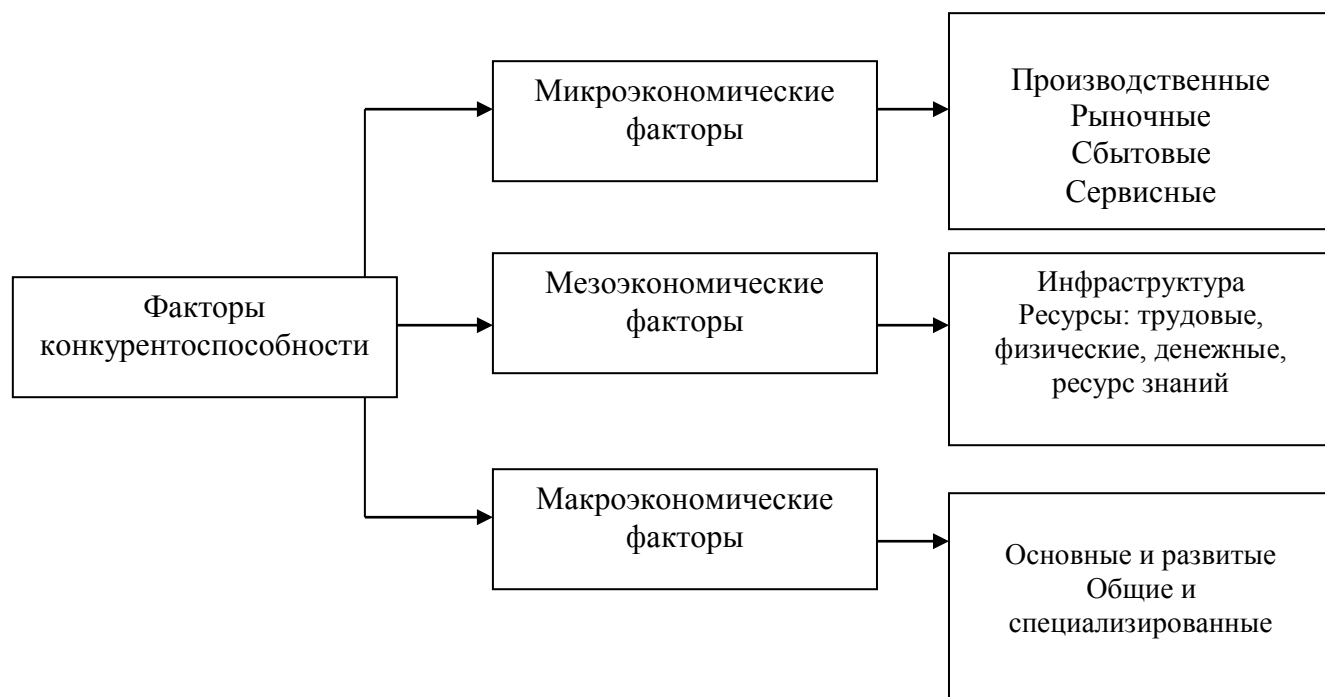 Микроэкономические
факторы
Производственные
Рыночные
Сбытовые
Сервисные
Факторы
конкурентоспособности
Мезоэкономические
факторы
Инфраструктура
Ресурсы: трудовые,
физические, денежные,
ресурс знаний
Макроэкономические
факторы
Основные и развитые
Общие и
специализированные